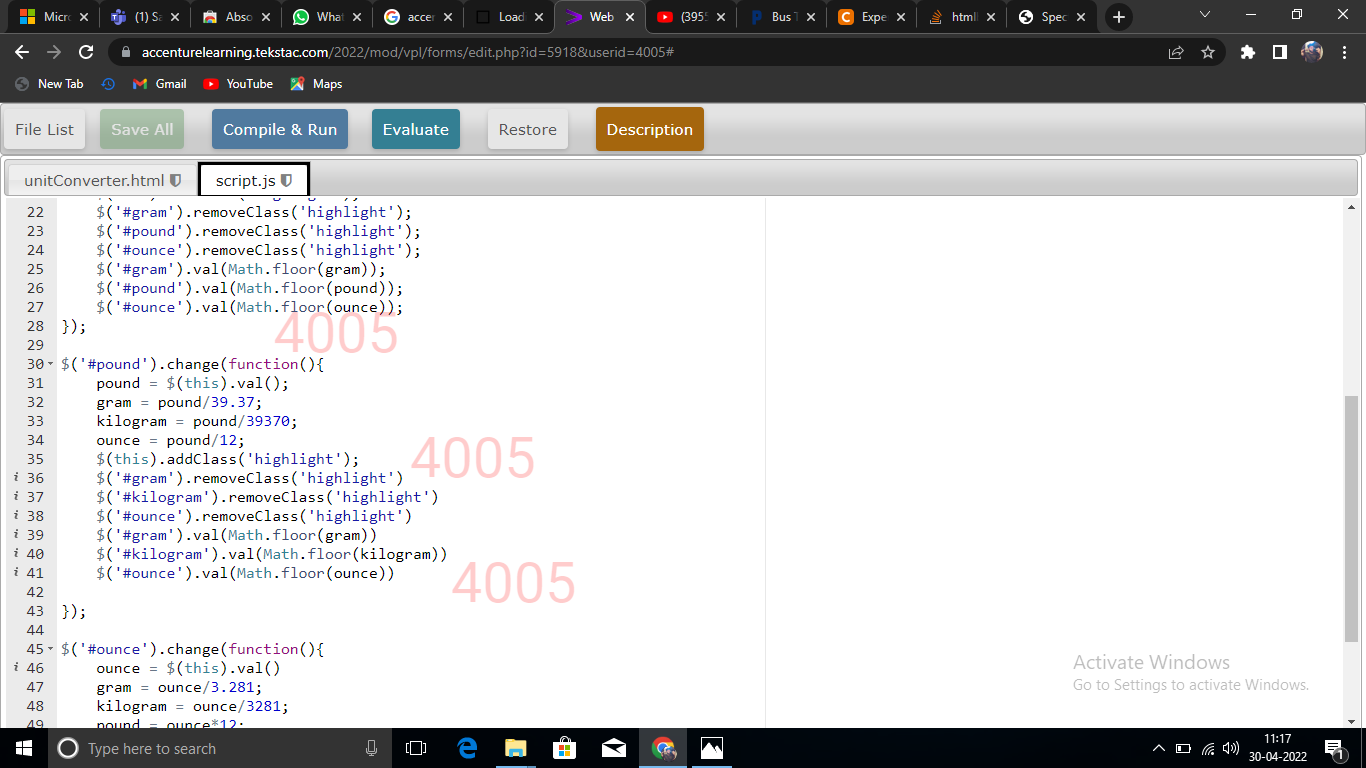 Micr
(1) Sa
Abso
What
accer
Load
Web
(395
Bus T
Expe
html
Spec
accenturelearning.tekstac.com/2022/mod/vpl/forms/edit.php?id=5918&userid=4005#
New Tab
Gmail
YouTube
Maps
File List
Save All
Compile & Run
Evaluate
Restore
Description
unitConverter.html
script.js
22 $('#gram').removeClass('highlight');
23 $('#pound').removeClass('highlight');
24 $('#ounce').removeClass('highlight');
25 $('#gram').val(Math.floor(gram));
26 $('#pound').val(Math.floor(pound));
27 $('#ounce').val(Math.floor(ounce));
28 });
4005
29
30 $('#pound').change(function(){
31 pound = $(this).val();
32 gram = pound/39.37;
33 kilogram = pound/39370;
34 ounce = pound/12;
35 $(this).addClass('highlight');
4005
i 36 $('#gram').removeClass('highlight')
i 37 $('#kilogram').removeClass('highlight')
i 38 $('#ounce').removeClass('highlight')
i 39 $('#gram').val(Math.floor(gram))
i 40 $('#kilogram').val(Math.floor(kilogram))
i 41 $('#ounce').val(Math.floor(ounce))
4005
42
43 });
44
45 $('#ounce').change(function(){
i 46 ounce = $(this).val()
47 gram = ounce/3.281;
48 kilogram = ounce/3281;
49 pound = ounce*12;
Activate Windows
Go to Settings to activate Windows.
Type here to search
11:17
30-04-2022
1